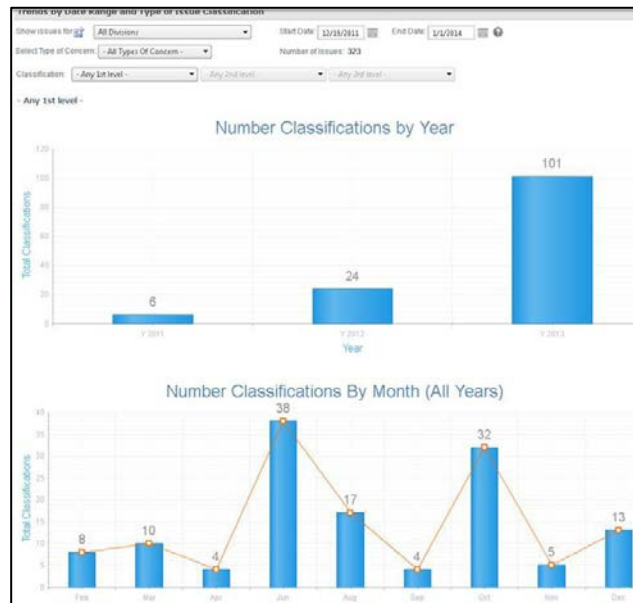 Trends by Date Range and Type of Issue Classification
Show issues for All Divisions Start Date: 12/19/2011 End Date: 1/1/2014
Select Type of Concern: - All Types Of Concern - Number of Issues: 323
Classification: - Any 1st level - - Any 2nd level - - Any 3rd level -
- Any 1st level -
Number Classifications by Year
Total Classifications
120
100
80
60
40
20
0
6
24
101
Y 2011 Y 2012 Y 2013
Year
Number Classifications By Month (All Years)
Total Classifications
40
35
30
25
20
15
10
5
0
8 10 4 38 17 4 32 5 13
Feb Mar Apr Jun Aug Sep Oct Nov Dec